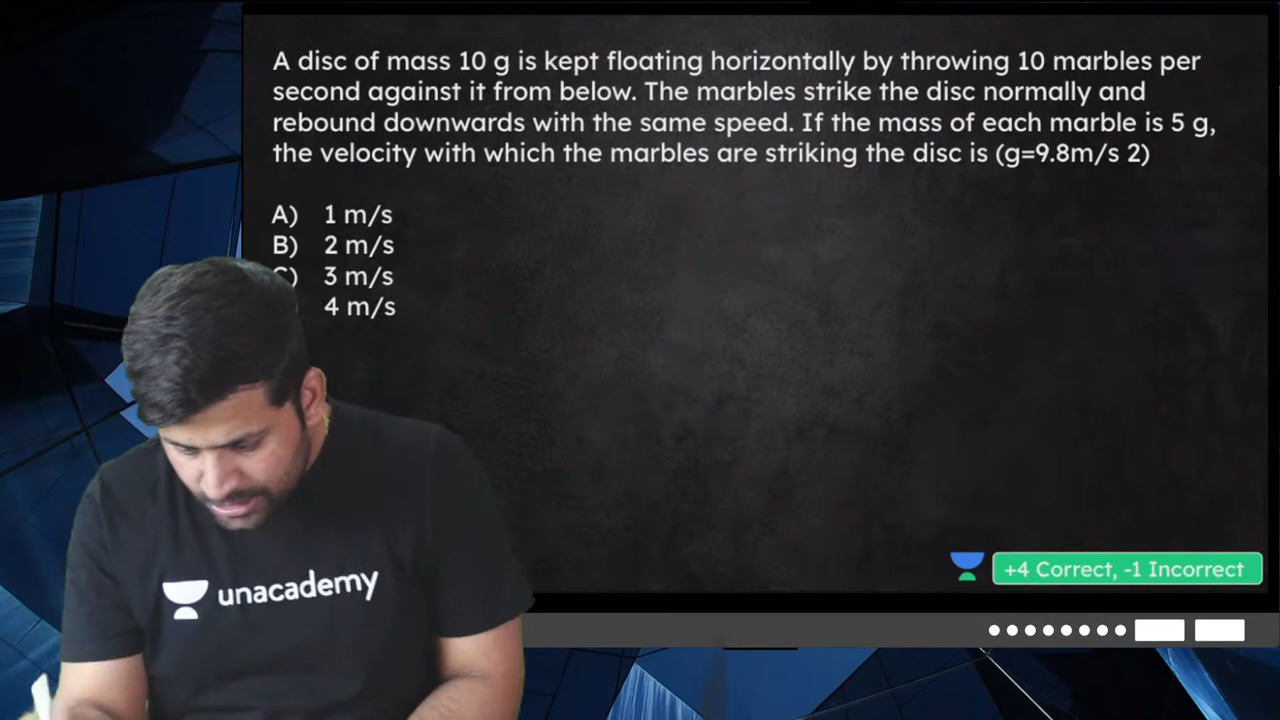 A disc of mass 10 g is kept floating horizontally by throwing 10 marbles per
second against it from below. The marbles strike the disc normally and
rebound downwards with the same speed. If the mass of each marble is 5 g,
the velocity with which the marbles are striking the disc is (g=9.8m/s 2)
A) 1 m/s
B) 2 m/s
C) 3 m/s
4 m/s
unacademy
+4 Correct, -1 Incorrect